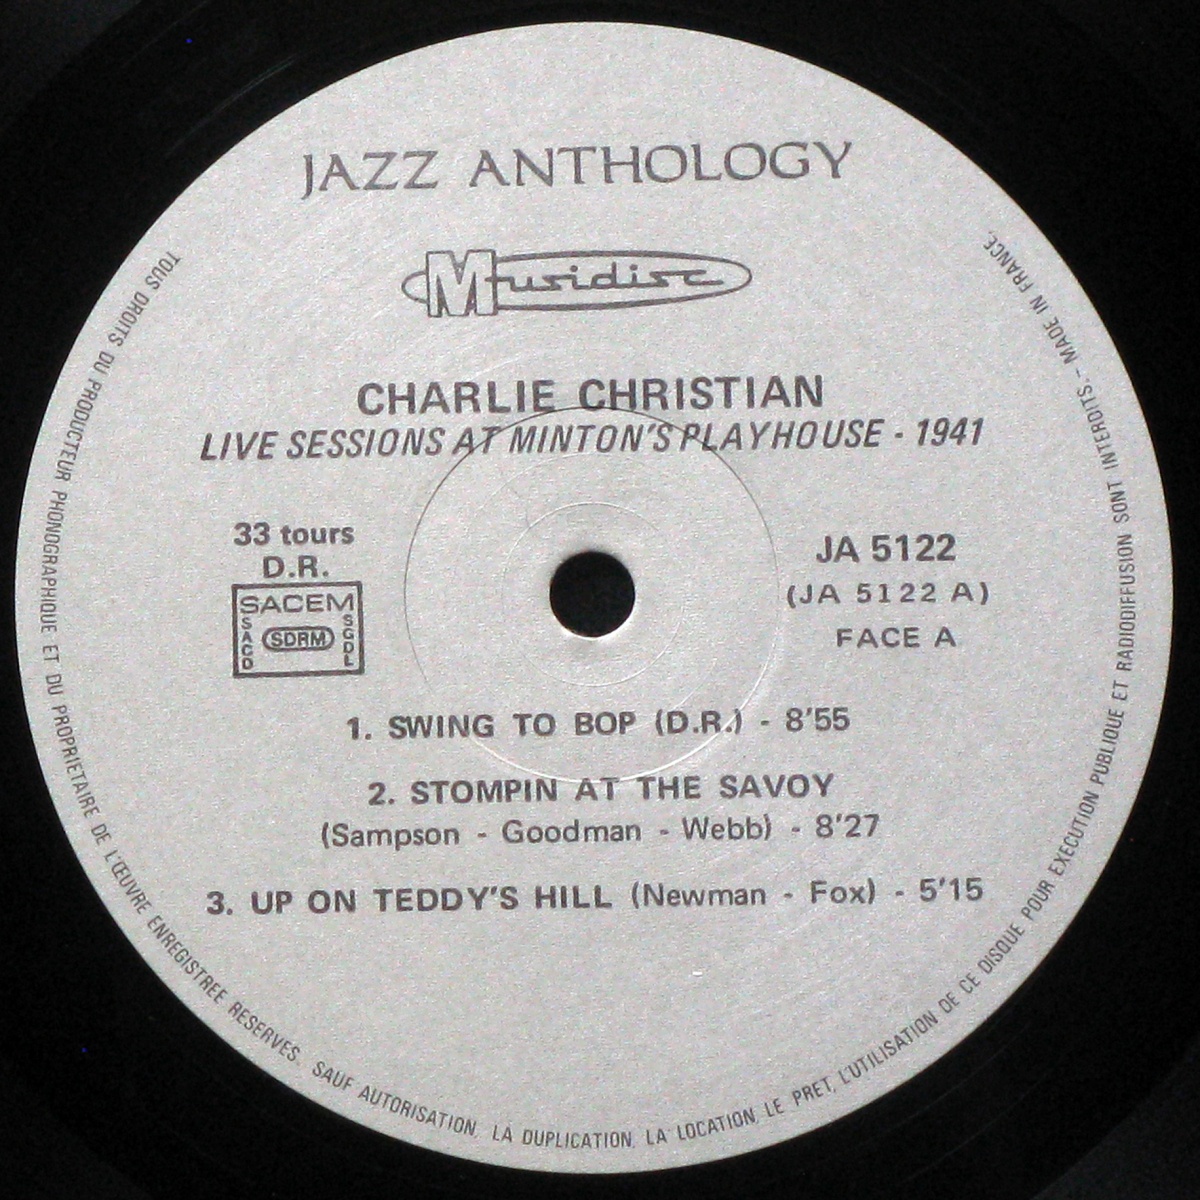 JAZZ ANTHOLOGY
Musidisc
CHARLIE CHRISTIAN
LIVE SESSIONS AT MINTON'S PLAYHOUSE - 1941
33 tours
D.R.
SACEM
SACD
SDRM
SGDL
JA 5122
(JA 5122 A)
FACE A
1. SWING TO BOP (D.R.) - 8'55
2. STOMPIN AT THE SAVOY
(Sampson - Goodman - Webb) - 8'27
3. UP ON TEDDY'S HILL (Newman - Fox) - 5'15
TOUS DROITS DU PRODUCTEUR PHONOGRAPHIQUE ET DU PROPRIETAIRE DE L'ŒUVRE ENREGISTREE RESERVES. SAUF AUTORISATION, LA DUPLICATION, LA LOCATION, LE PRET, L'UTILISATION DE CE DISQUE POUR EXECUTION PUBLIQUE ET RADIODIFFUSION SONT INTERDITS. - MADE IN FRANCE.